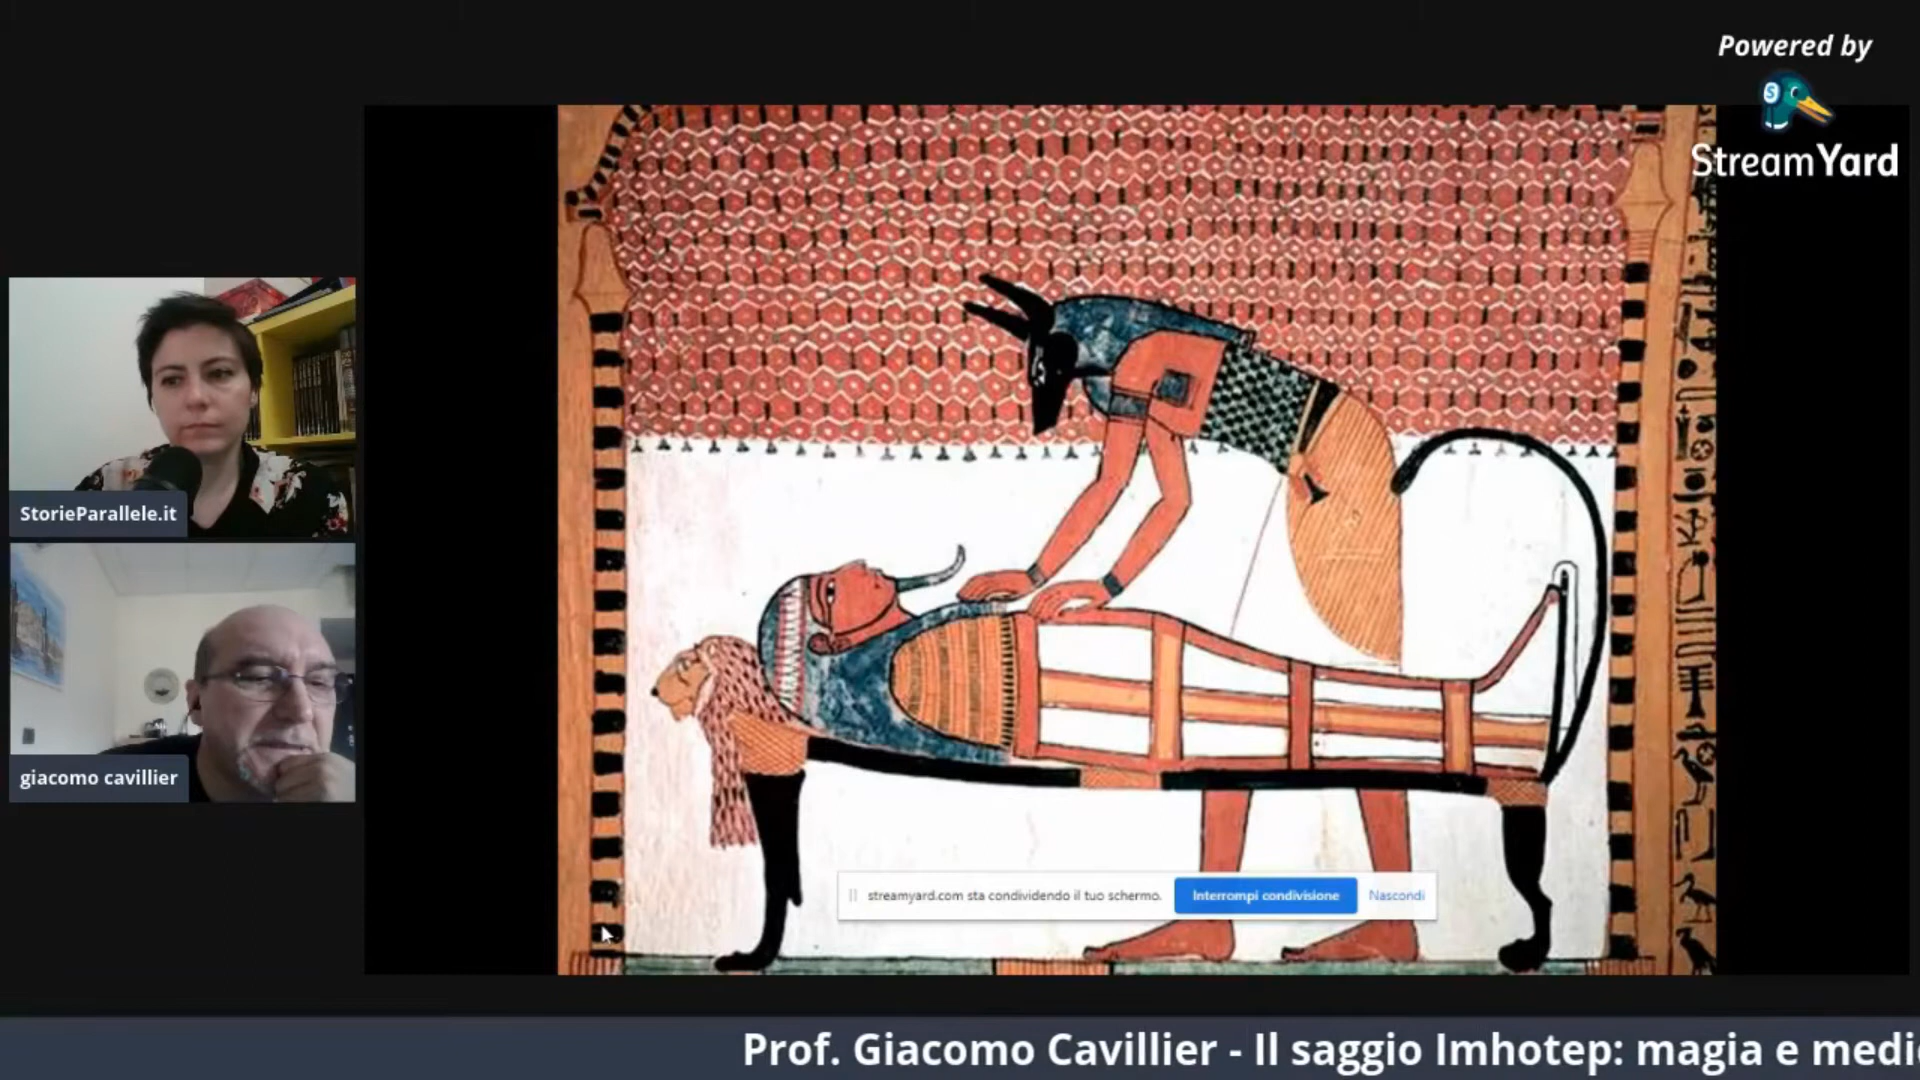 Powered by
S
StreamYard
StorieParallele.it
giacomo cavillier
streamyard.com sta condividendo il tuo schermo.
Interrompi condivisione
Nascondi
Prof. Giacomo Cavillier - Il saggio Imhotep: magia e medi